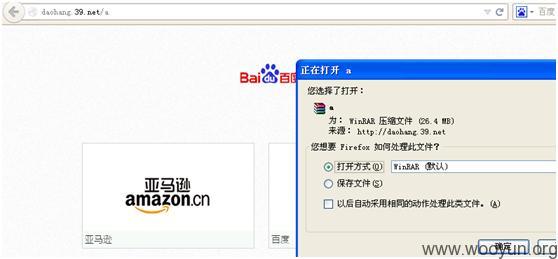 daohang.39.net/a
百度
Bai 百度
正在打开 a
您选择了打开:
a
为: WinRAR 压缩文件 (26.4 MB)
来源: http://daohang.39.net
您想要 Firefox 如何处理此文件?
打开方式(O) WinRAR (默认)
保存文件(S)
以后自动采用相同的动作处理此类文件。(A)
亚马逊
amazon.cn
亚马逊
百度
确定
www.wooyun.org